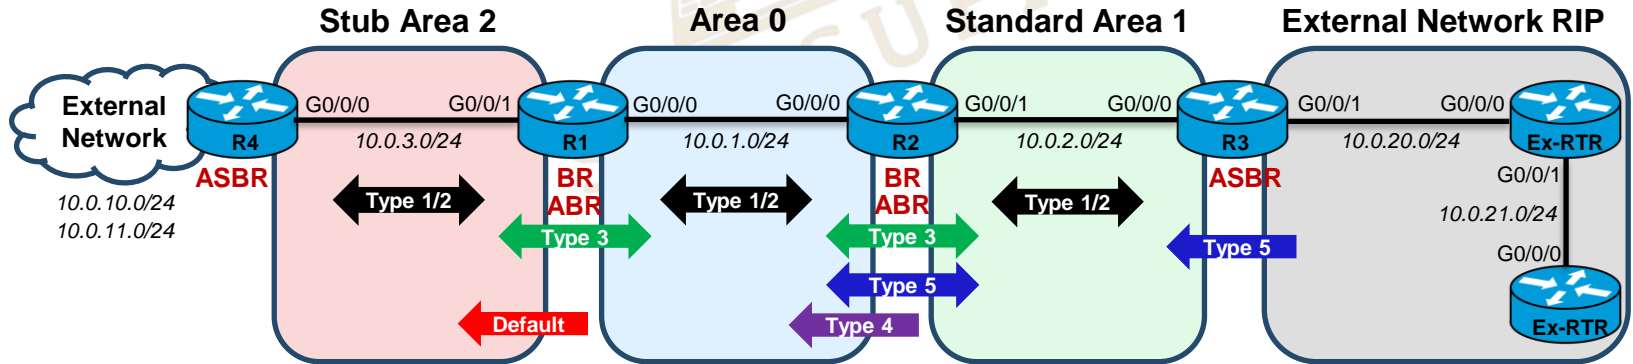 Stub Area 2
Area 0
Standard Area 1
External Network RIP
External
Network
10.0.10.0/24
10.0.11.0/24
R4
ASBR
G0/0/0
G0/0/1
10.0.3.0/24
R1
BR
ABR
G0/0/0
G0/0/0
10.0.1.0/24
R2
BR
ABR
G0/0/1
G0/0/0
10.0.2.0/24
R3
ASBR
G0/0/1
G0/0/0
10.0.20.0/24
Ex-RTR
G0/0/1
10.0.21.0/24
G0/0/0
Ex-RTR
Type 1/2
Type 1/2
Type 1/2
Type 3
Type 3
Type 5
Type 5
Default
Type 4